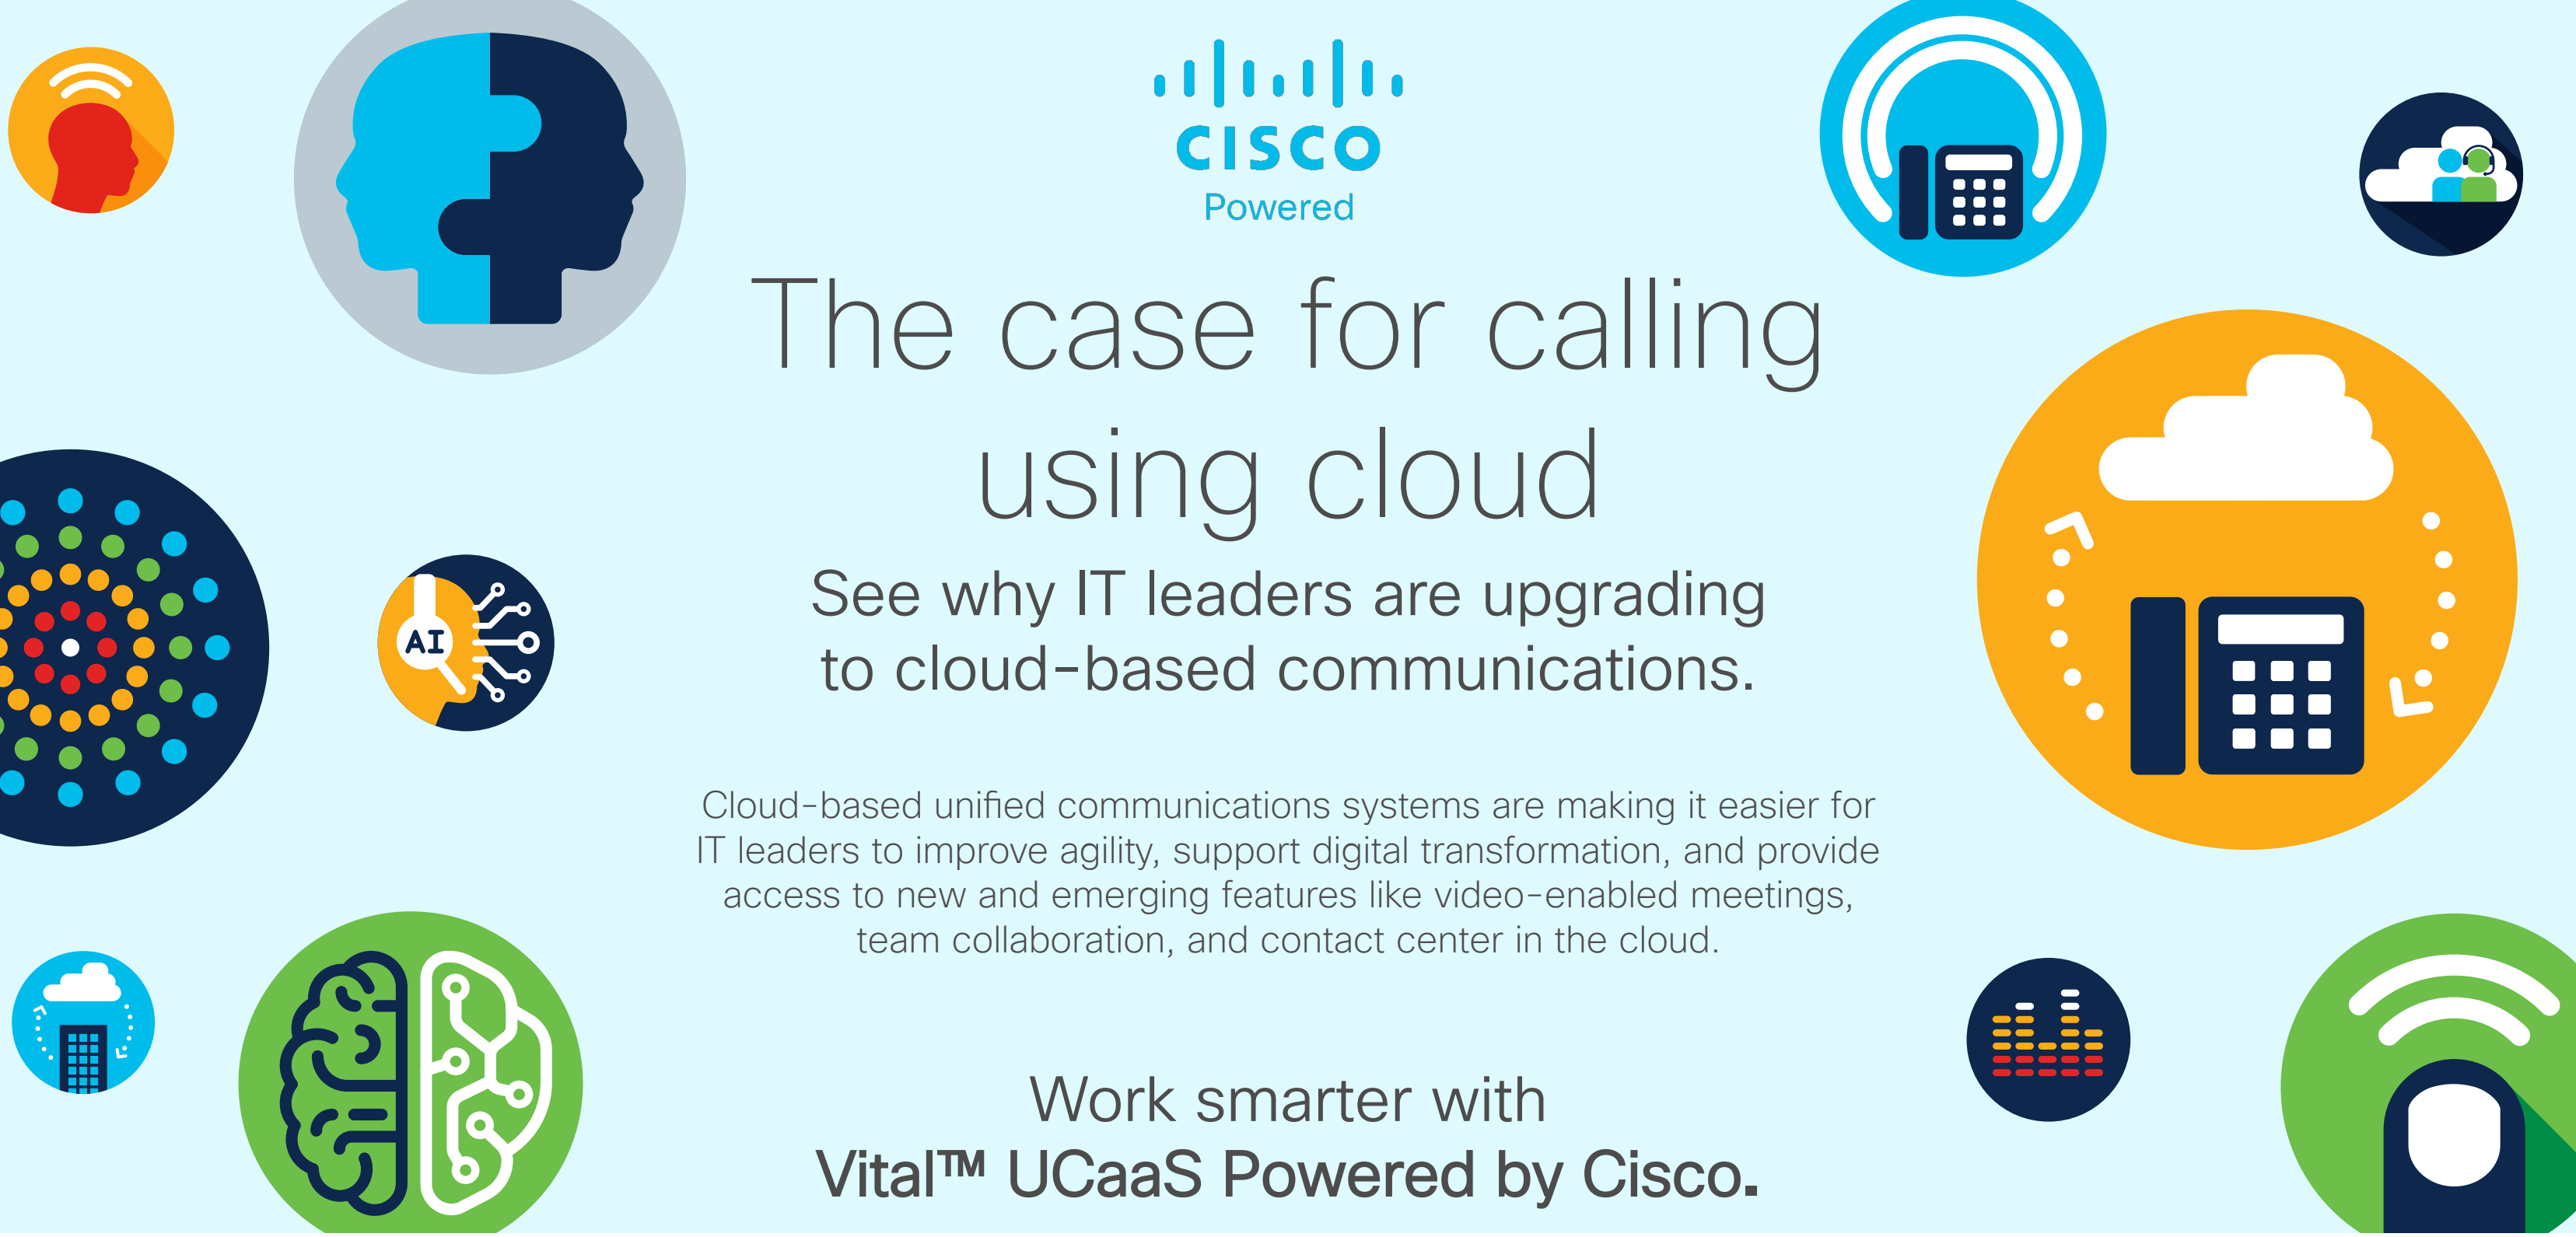 CISCO
Powered
The case for calling
using cloud
See why IT leaders are upgrading
to cloud-based communications.
AI
Cloud-based unified communications systems are making it easier for
IT leaders to improve agility, support digital transformation, and provide
access to new and emerging features like video-enabled meetings,
team collaboration, and contact center in the cloud.
Work smarter with
Vital™ UCaaS Powered by Cisco.